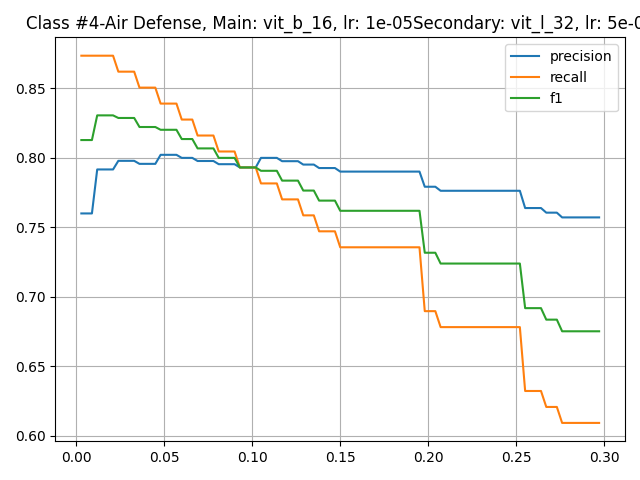 Class #4-Air Defense, Main: vit_b_16, lr: 1e-05Secondary: vit_l_32, lr: 5e-0
precision
recall
f1
0.85
0.80
0.75
0.70
0.65
0.60
0.00 0.05 0.10 0.15 0.20 0.25 0.30